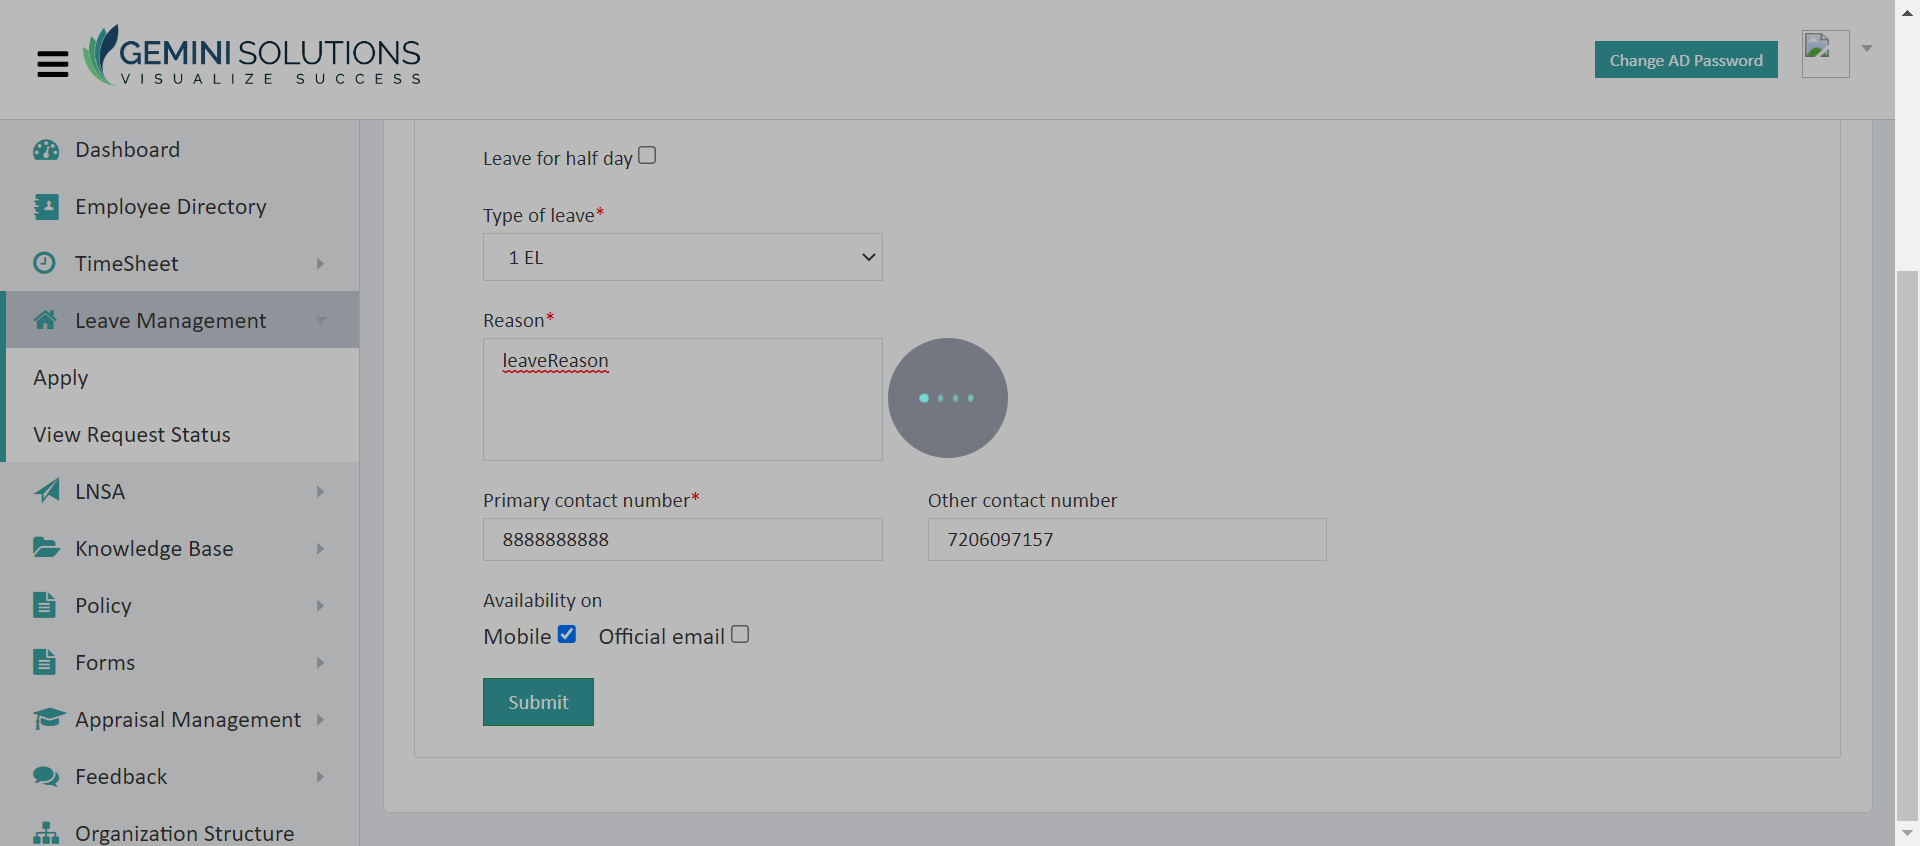 GEMINI SOLUTIONS
VISUALIZE SUCCESS
Change AD Password
Dashboard
Employee Directory
TimeSheet
Leave Management
Apply
View Request Status
LNSA
Knowledge Base
Policy
Forms
Appraisal Management
Feedback
Organization Structure
Leave for half day
Type of leave*
1 EL
Reason*
leaveReason
Primary contact number*
Other contact number
8888888888
7206097157
Availability on
Mobile
Official email
Submit